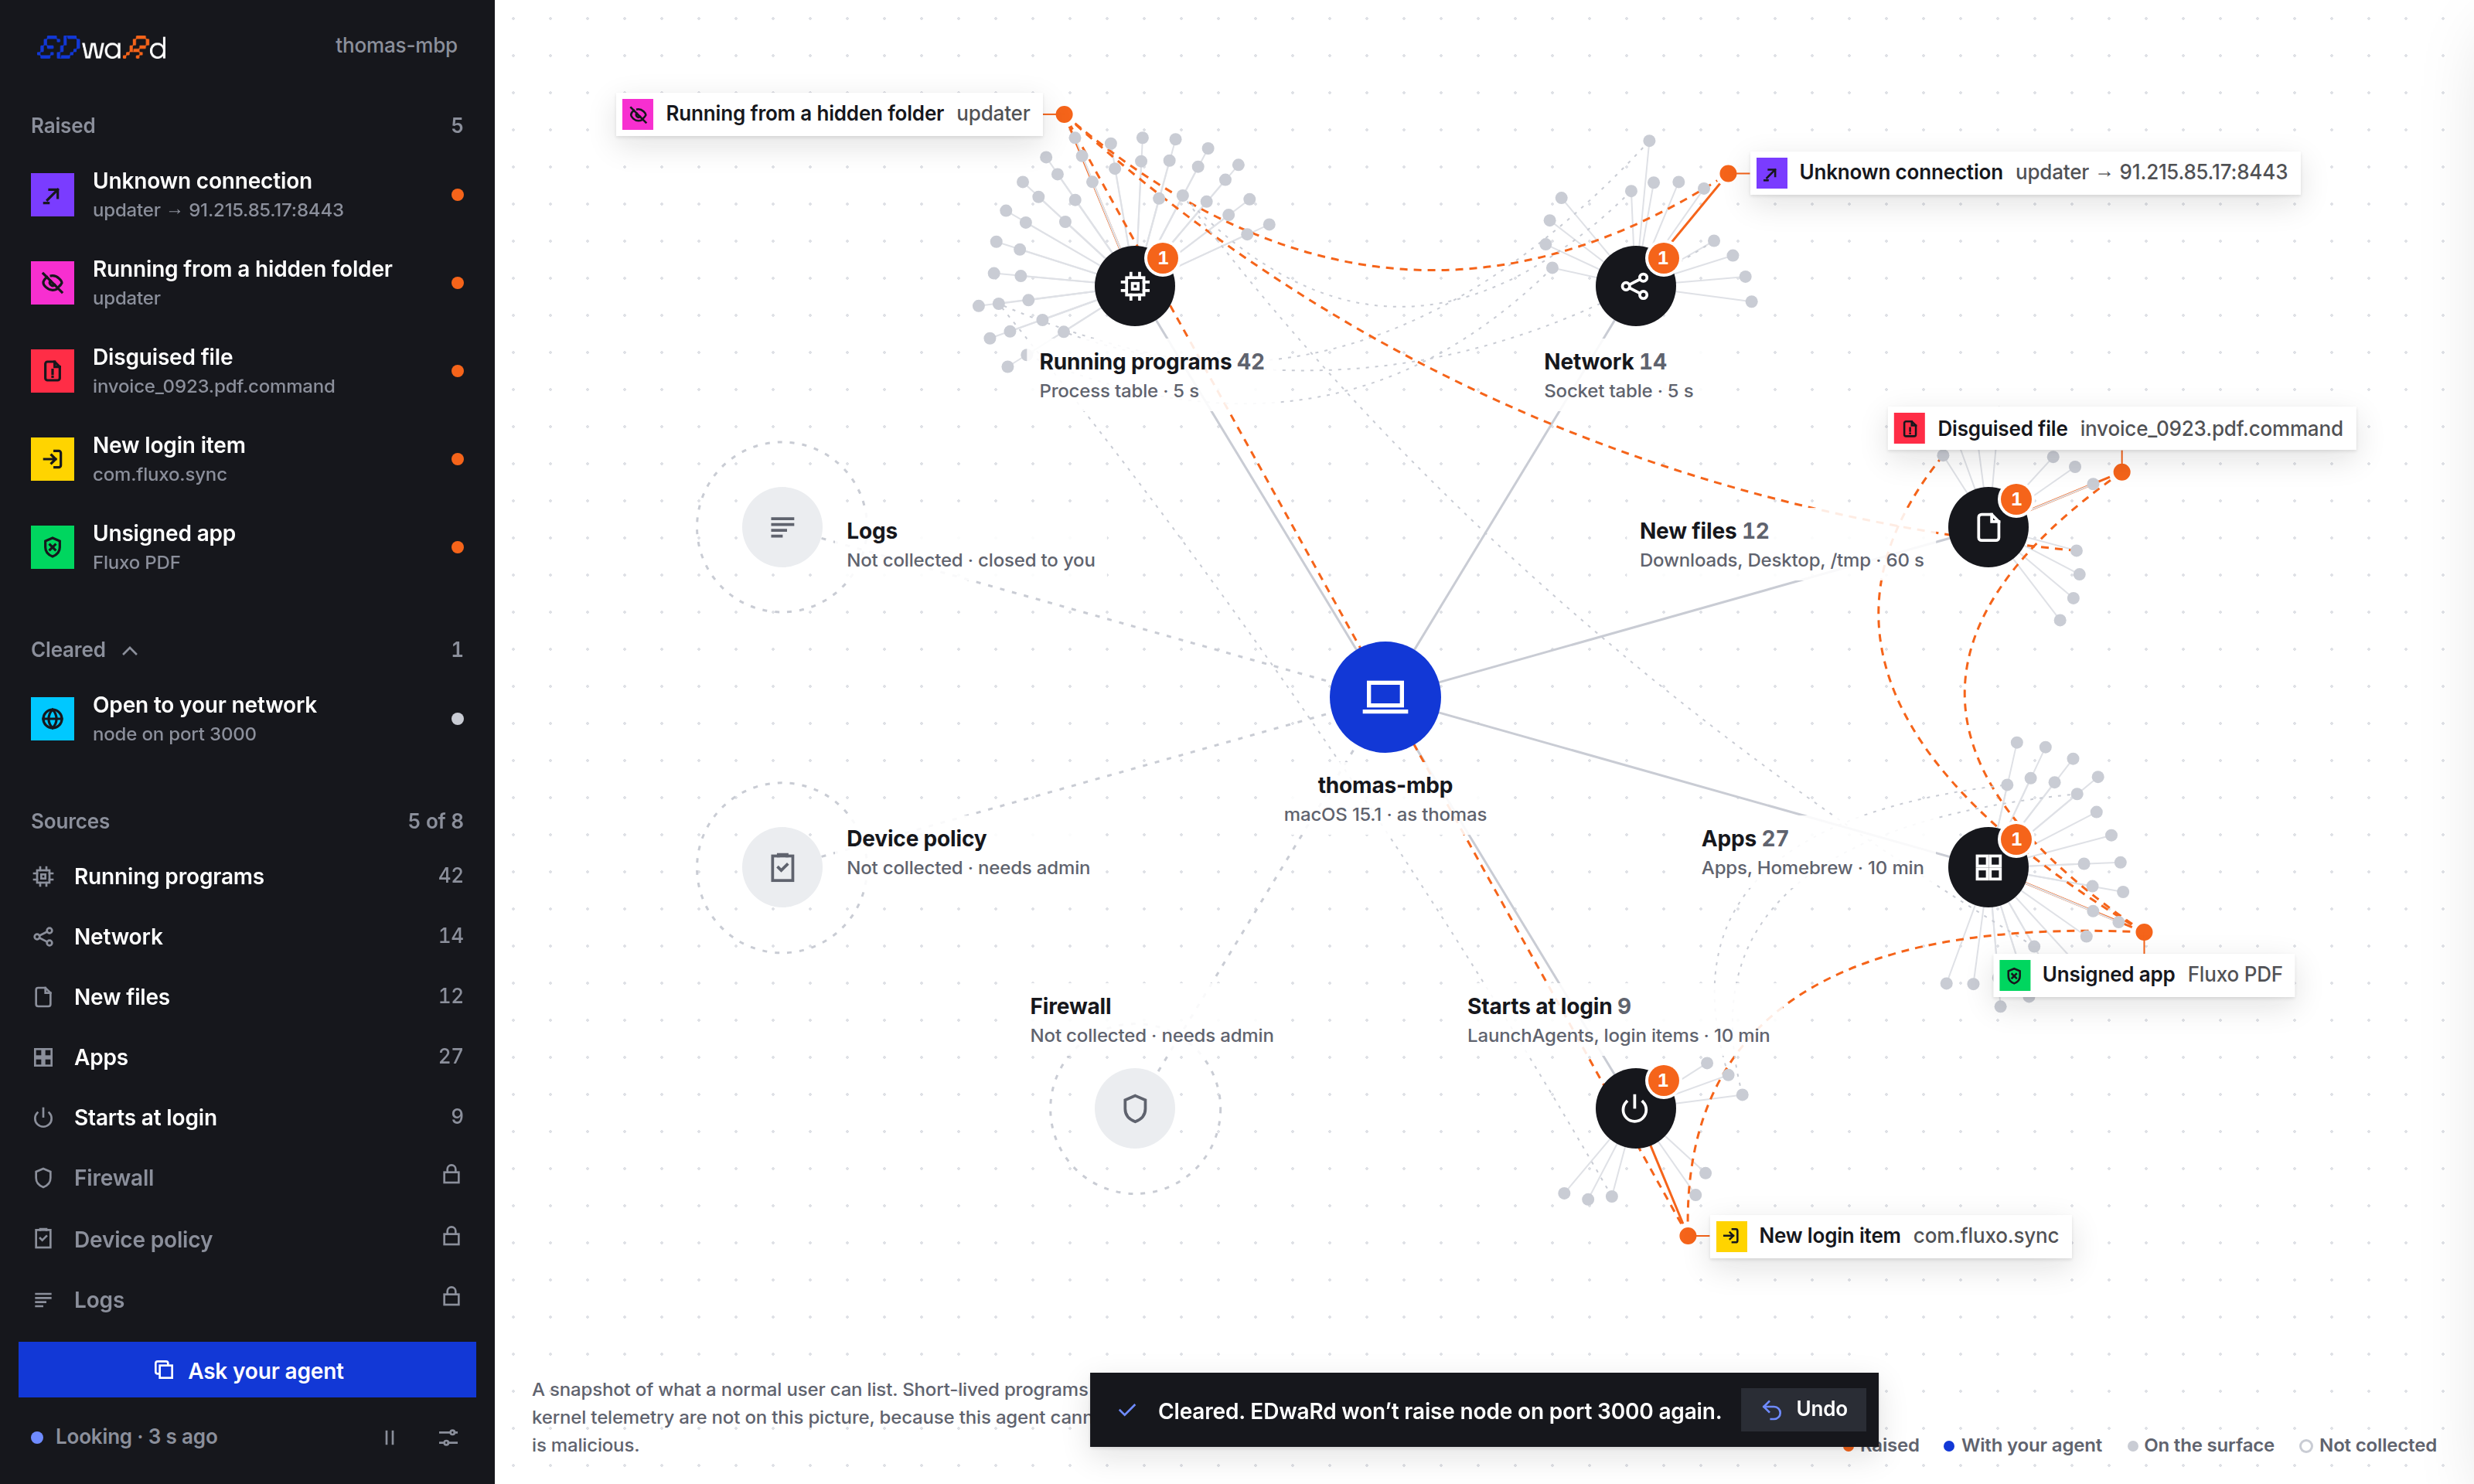 EDwaRd thomas-mbp
Raised 5
Unknown connection
updater → 91.215.85.17:8443
Running from a hidden folder
updater
Disguised file
invoice_0923.pdf.command
New login item
com.fluxo.sync
Unsigned app
Fluxo PDF
Cleared 1
Open to your network
node on port 3000
Sources 5 of 8
Running programs 42
Network 14
New files 12
Apps 27
Starts at login 9
Firewall
Device policy
Logs
Ask your agent
Looking · 3 s ago
Running from a hidden folder updater
Unknown connection updater → 91.215.85.17:8443
1
1
Running programs 42
Process table · 5 s
Network 14
Socket table · 5 s
Disguised file invoice_0923.pdf.command
1
Logs
Not collected · closed to you
New files 12
Downloads, Desktop, /tmp · 60 s
thomas-mbp
macOS 15.1 · as thomas
Device policy
Not collected · needs admin
1
Apps 27
Apps, Homebrew · 10 min
Unsigned app Fluxo PDF
Firewall
Not collected · needs admin
Starts at login 9
LaunchAgents, login items · 10 min
1
New login item com.fluxo.sync
A snapshot of what a normal user can list. Short-lived programs
kernel telemetry are not on this picture, because this agent
is malicious.
Cleared. EDwaRd won’t raise node on port 3000 again. Undo
With your agent On the surface Not collected